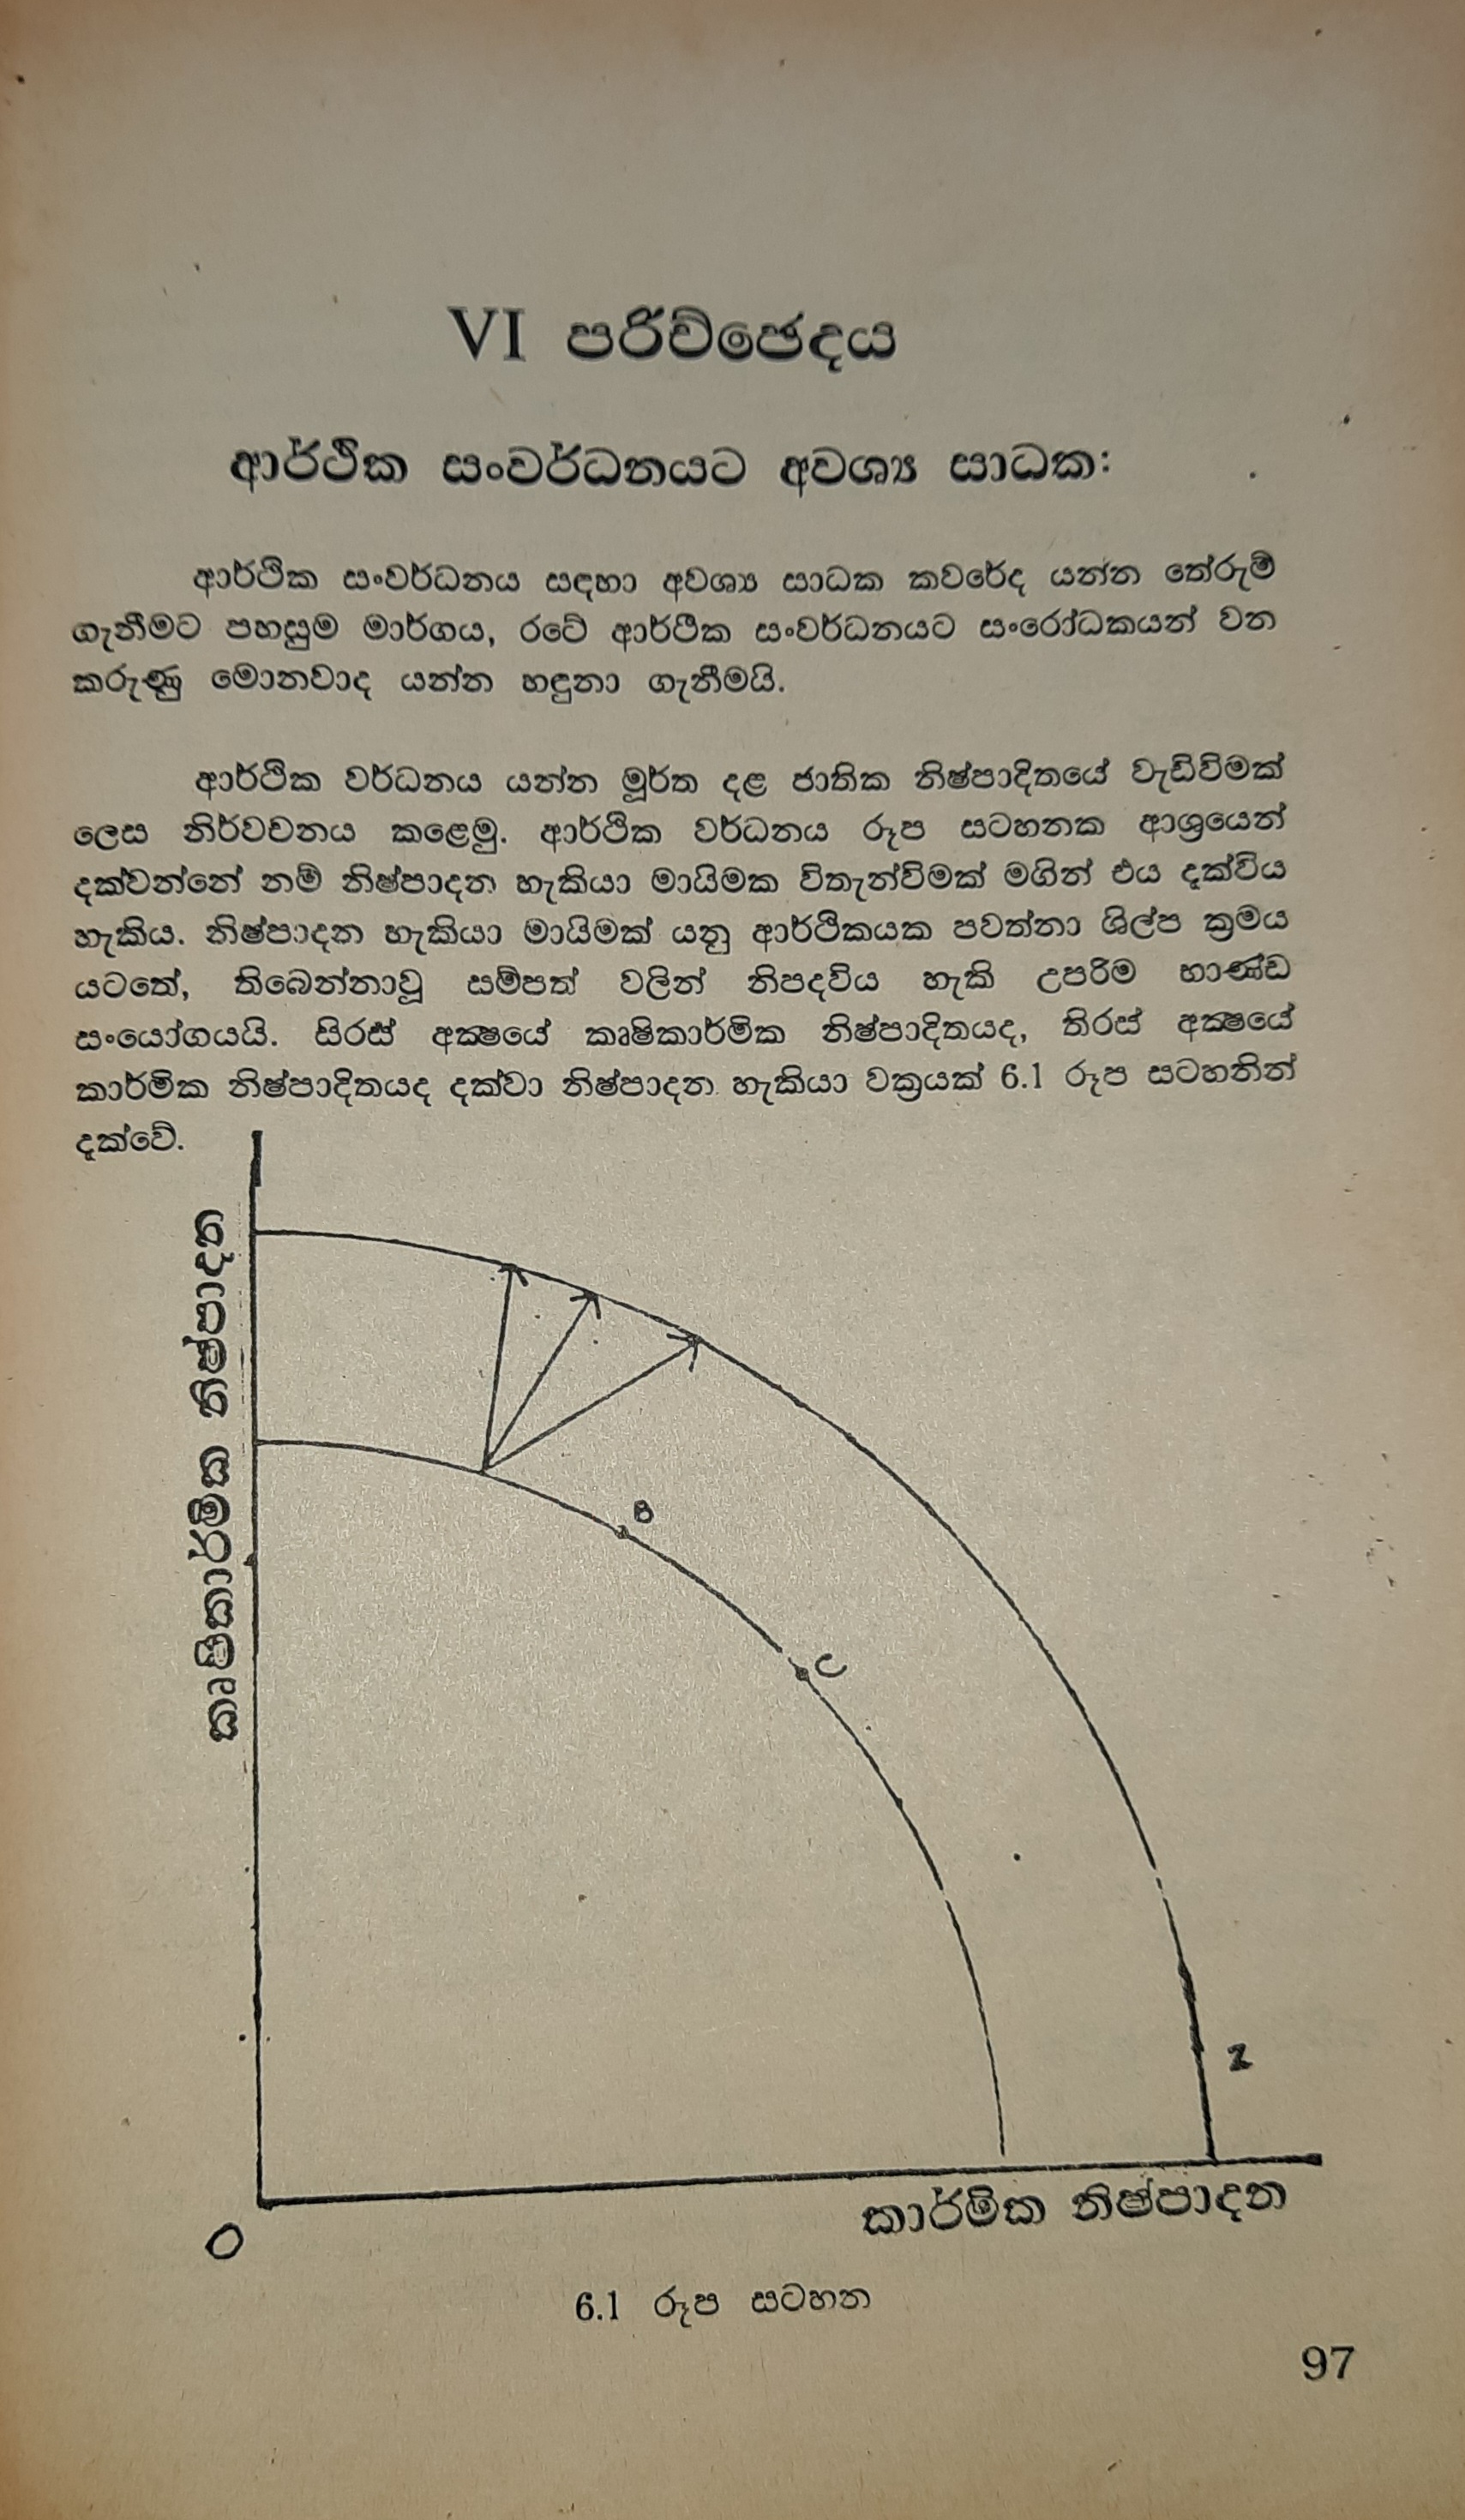 VI පරිච්ඡෙදය
ආර්ථික සංවර්ධනයට අවශ්‍ය සාධක:
ආර්ථික සංවර්ධනය සඳහා අවශ්‍ය සාධක කවරේද යන්න තේරුම්
ගැනීමට පහසුම මාර්ගය, රටේ ආර්ථික සංවර්ධනයට සංරෝධකයන් වන
කරුණු මොනවාද යන්න හඳුනා ගැනීමයි.
ආර්ථික වර්ධනය යන්න මූර්ත දළ ජාතික නිෂ්පාදිතයේ වැඩිවිමක්
ලෙස නිර්වචනය කළෙමු. ආර්ථික වර්ධනය රූප සටහනක ආශ්‍රයෙන්
දක්වන්නේ නම් නිෂ්පාදන හැකියා මායිමක විතැන්විමක් මගින් එය දැක්විය
හැකිය. නිෂ්පාදන හැකියා මායිමක් යනු ආර්ථිකයක පවත්නා ශිල්ප ක්‍රමය
යටතේ, තිබෙන්නාවූ සම්පත් වලින් නිපදවිය හැකි උපරිම භාණ්ඩ
සංයෝගයයි. සිරස් අක්‍ෂයේ කෘෂිකාර්මික නිෂ්පාදිතයද, තිරස් අක්‍ෂයේ
කාර්මික නිෂ්පාදිතයද දක්වා නිෂ්පාදන හැකියා වක්‍රයක් 6.1 රූප සටහනින්
දැක්වේ.
කෘෂිකාර්මික නිෂ්පාදන
B
C
Z
කාර්මික නිෂ්පාදන
O
6.1 රූප සටහන
97